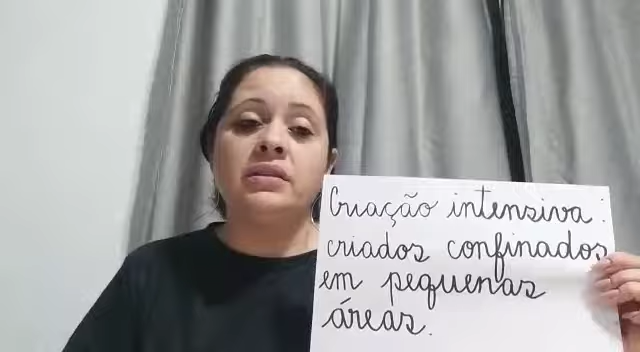 Criação intensiva:
criados confinados
em pequenas
áreas.